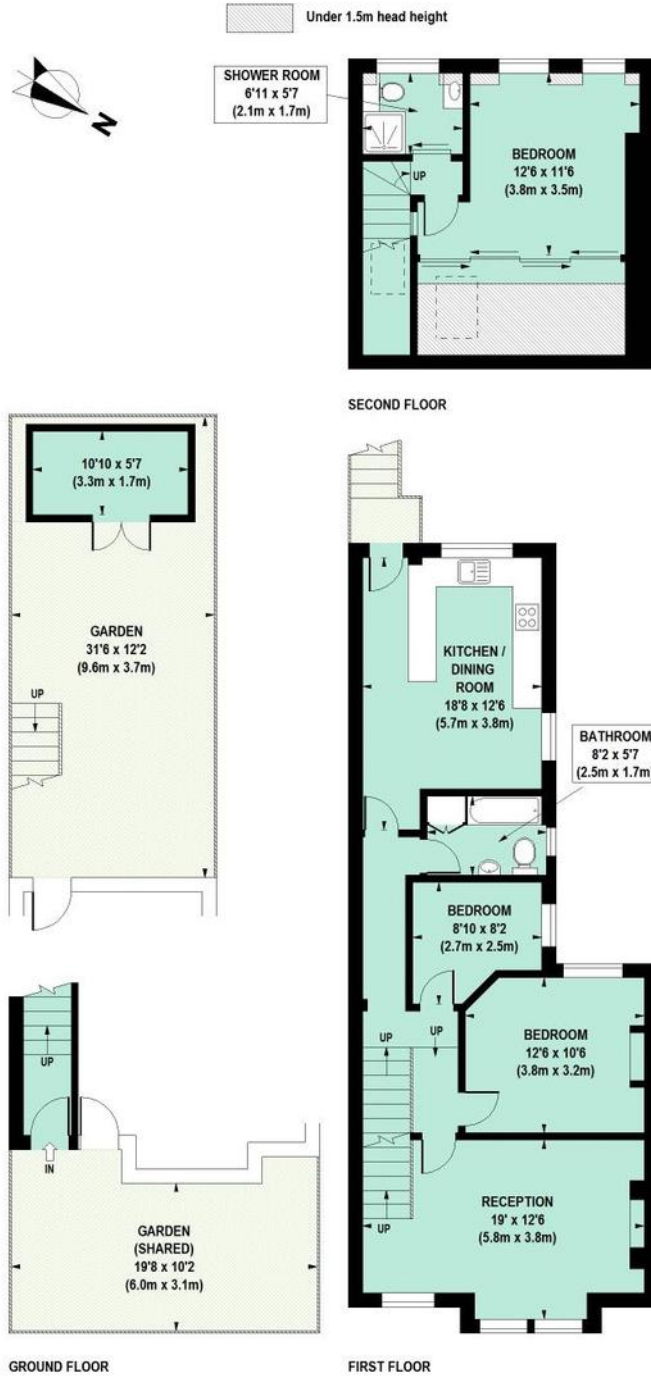 Under 1.5m head height
N
SHOWER ROOM
6'11 x 5'7
(2.1m x 1.7m)
BEDROOM
12'6 x 11'6
(3.8m x 3.5m)
UP
SECOND FLOOR
10'10 x 5'7
(3.3m x 1.7m)
GARDEN
31'6 x 12'2
(9.6m x 3.7m)
UP
UP
IN
GARDEN
(SHARED)
19'8 x 10'2
(6.0m x 3.1m)
GROUND FLOOR
KITCHEN /
DINING
ROOM
18'8 x 12'6
(5.7m x 3.8m)
BATHROOM
8'2 x 5'7
(2.5m x 1.7m)
BEDROOM
8'10 x 8'2
(2.7m x 2.5m)
UP
UP
BEDROOM
12'6 x 10'6
(3.8m x 3.2m)
UP
RECEPTION
19' x 12'6
(5.8m x 3.8m)
FIRST FLOOR